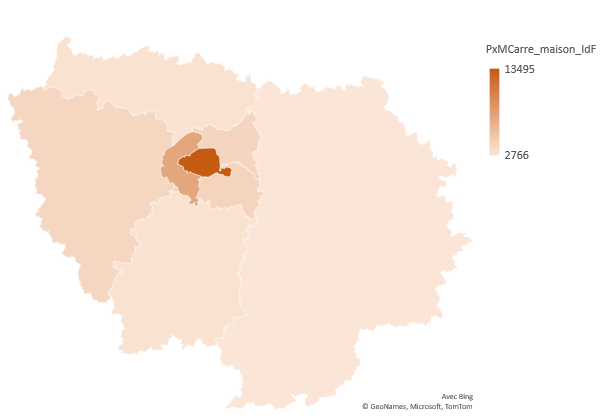 PxMCarre_maison_IdF
13495
2766
Avec Bing
© GeoNames, Microsoft, TomTom